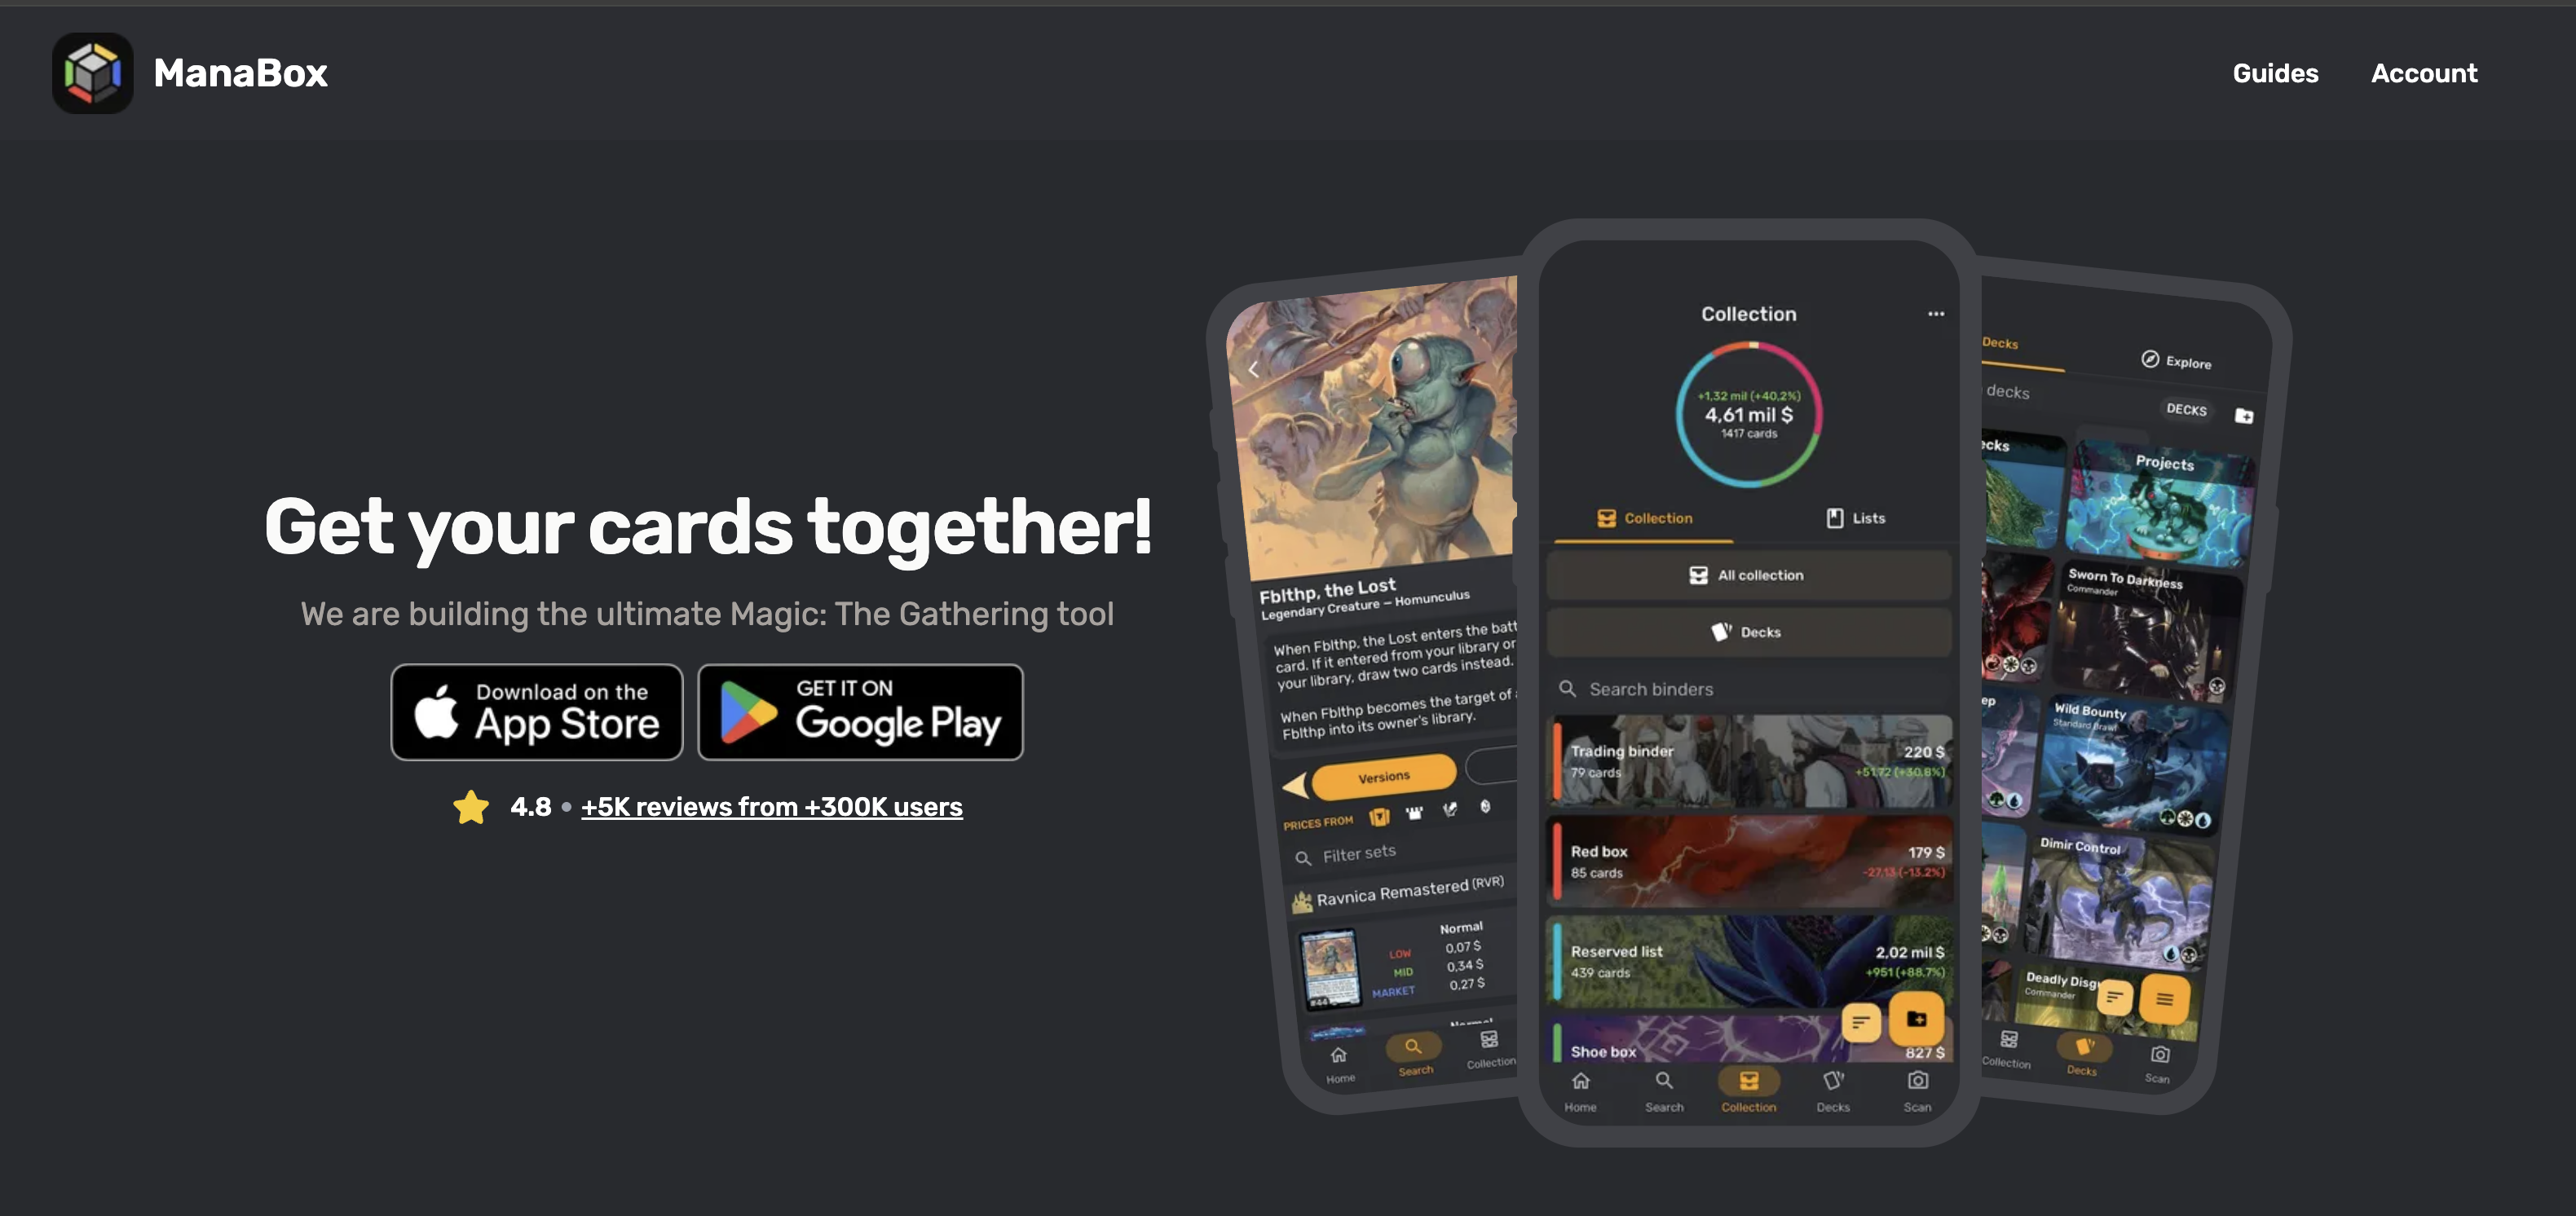 ManaBox
Guides
Account
Get your cards together!
We are building the ultimate Magic: The Gathering tool
Download on the
App Store
GET IT ON
Google Play
4.8 • +5K reviews from +300K users
Fblthp, the Lost
Legendary Creature – Homunculus
When Fblthp, the Lost enters the
card. If it entered from your library or
your library, draw two cards instead.
When Fblthp becomes the target of
Fblthp into its owner's library.
Versions
PRICES FROM
Filter sets
Ravnica Remastered (RVR)
Normal
LOW 0,07 $
MID 0,34 $
MARKET 0,27 $
#44
Normal
Home
Search
Collection
Collection
+1,32 mil (+40,2%)
4,61 mil $
1417 cards
Collection
Lists
All collection
Decks
Search binders
Trading binder
220 $
79 cards
+51,72 (+30.8%)
Red box
179 $
85 cards
-27,13 (-13.2%)
Reserved list
2,02 mil $
439 cards
+951 (+88.7%)
Shoe box
827 $
Home
Search
Collection
Decks
Scan
Decks
Explore
decks
DECKS
Projects
Sworn To Darkness
Commander
Wild Bounty
Standard Brawl
Dimir Control
Deadly
Commander
Collection
Decks
Scan